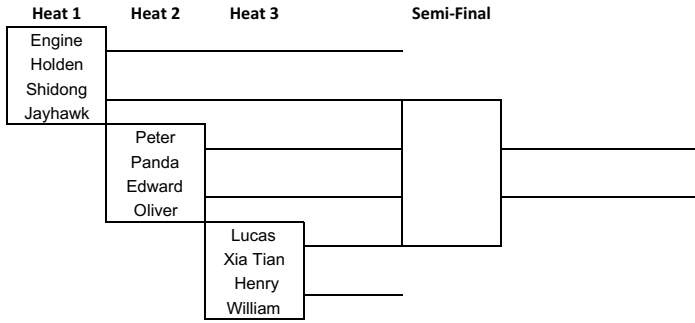 Heat 1 Heat 2 Heat 3 Semi-Final
Engine
Holden
Shidong
Jayhawk
Peter
Panda
Edward
Oliver
Lucas
Xia Tian
Henry
William